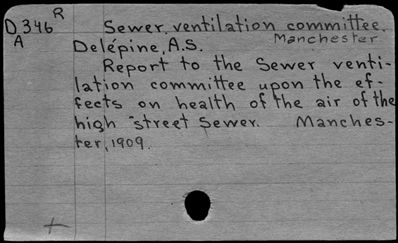 R
D346 Sewer ventilation committee.
A Manchester
Delépine, A.S.
Report to the Sewer venti-
lation committee upon the ef-
fects on health of the air of the
high street Sewer. Manches-
ter, 1909.